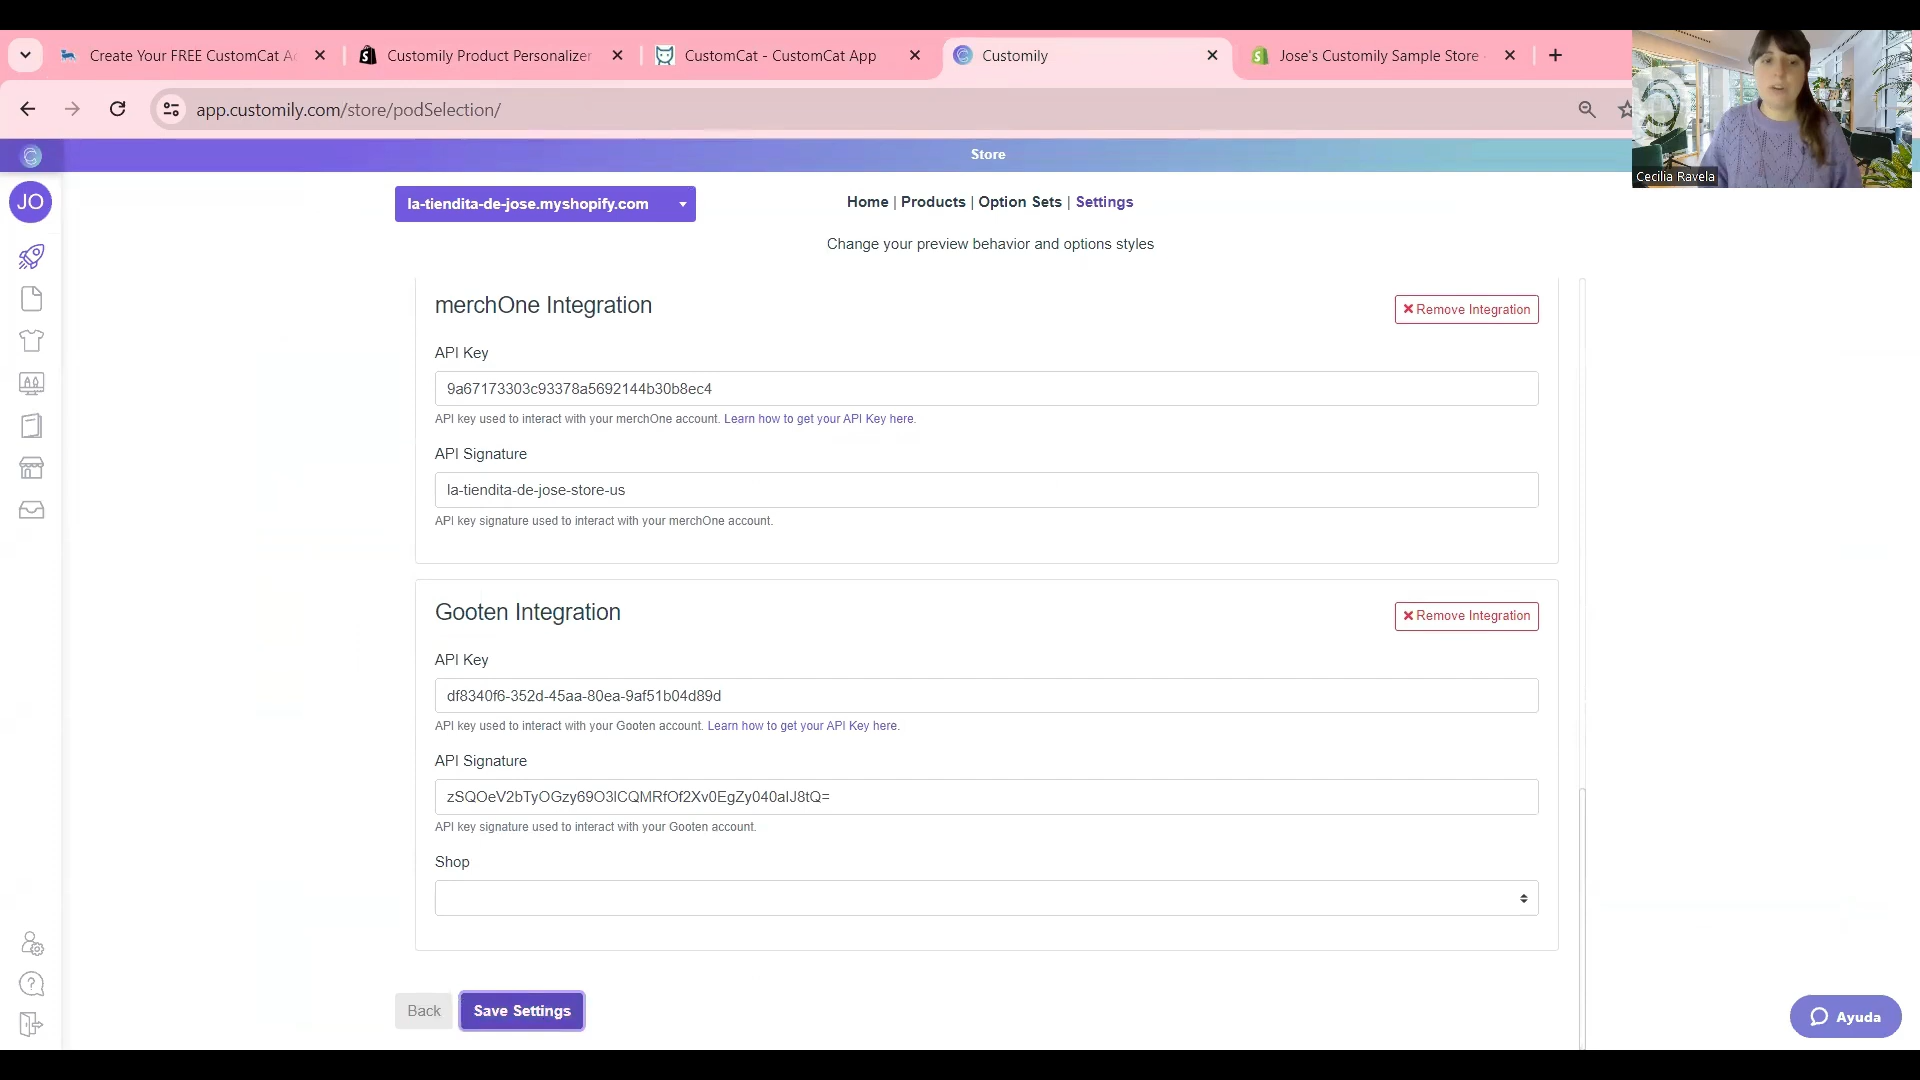 Create Your FREE CustomCat Ac
Customily Product Personalizer
CustomCat - CustomCat App
Customily
Jose's Customily Sample Store -
app.customily.com/store/podSelection/
Cecilia Ravela
Store
JO
la-tiendita-de-jose.myshopify.com
Home | Products | Option Sets | Settings
Change your preview behavior and options styles
merchOne Integration
Remove Integration
API Key
9a67173303c93378a5692144b30b8ec4
API key used to interact with your merchOne account. Learn how to get your API Key here.
API Signature
la-tiendita-de-jose-store-us
API key signature used to interact with your merchOne account.
Gooten Integration
Remove Integration
API Key
df8340f6-352d-45aa-80ea-9af51b04d89d
API key used to interact with your Gooten account. Learn how to get your API Key here.
API Signature
zSQOeV2bTyOGzy69O3lCQMRfOf2Xv0EgZy040aIJ8tQ=
API key signature used to interact with your Gooten account.
Shop
Back
Save Settings
Ayuda